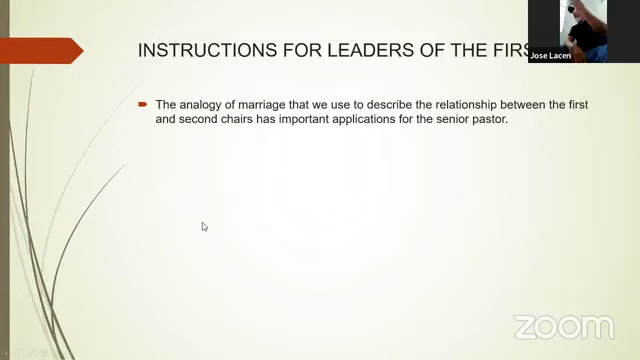 INSTRUCTIONS FOR LEADERS OF THE FIRS
Jose Lacen
The analogy of marriage that we use to describe the relationship between the first
and second chairs has important applications for the senior pastor.
zoom